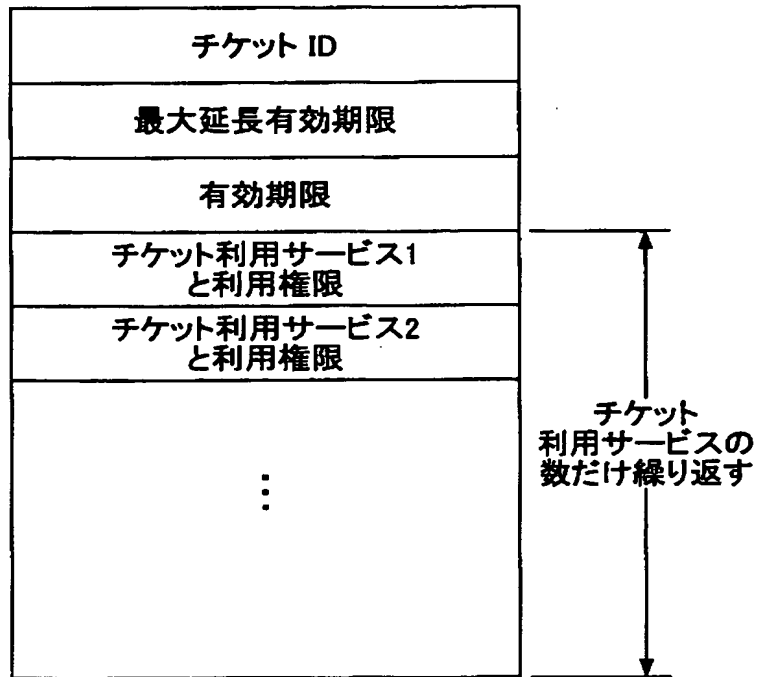 チケット ID
最大延長有効期限
有効期限
チケット利用サービス1
と利用権限
チケット利用サービス2
と利用権限
⋮
チケット
利用サービスの
数だけ繰り返す